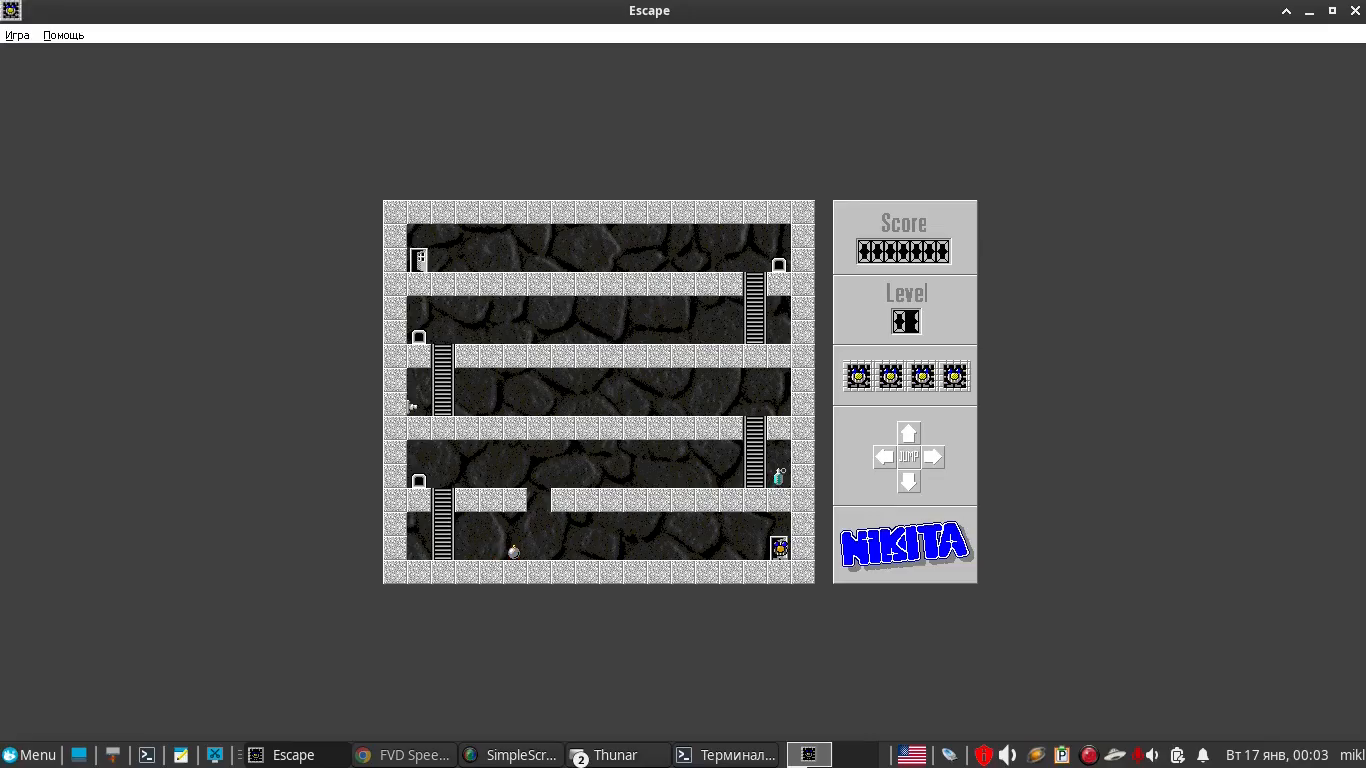 Escape
Игра Помощь
Score
Level
JUMP
NIKITA
Menu Escape FVD Spee... SimpleScr... 2 Thunar Терминал... P Вт 17 янв, 00:03 mikl